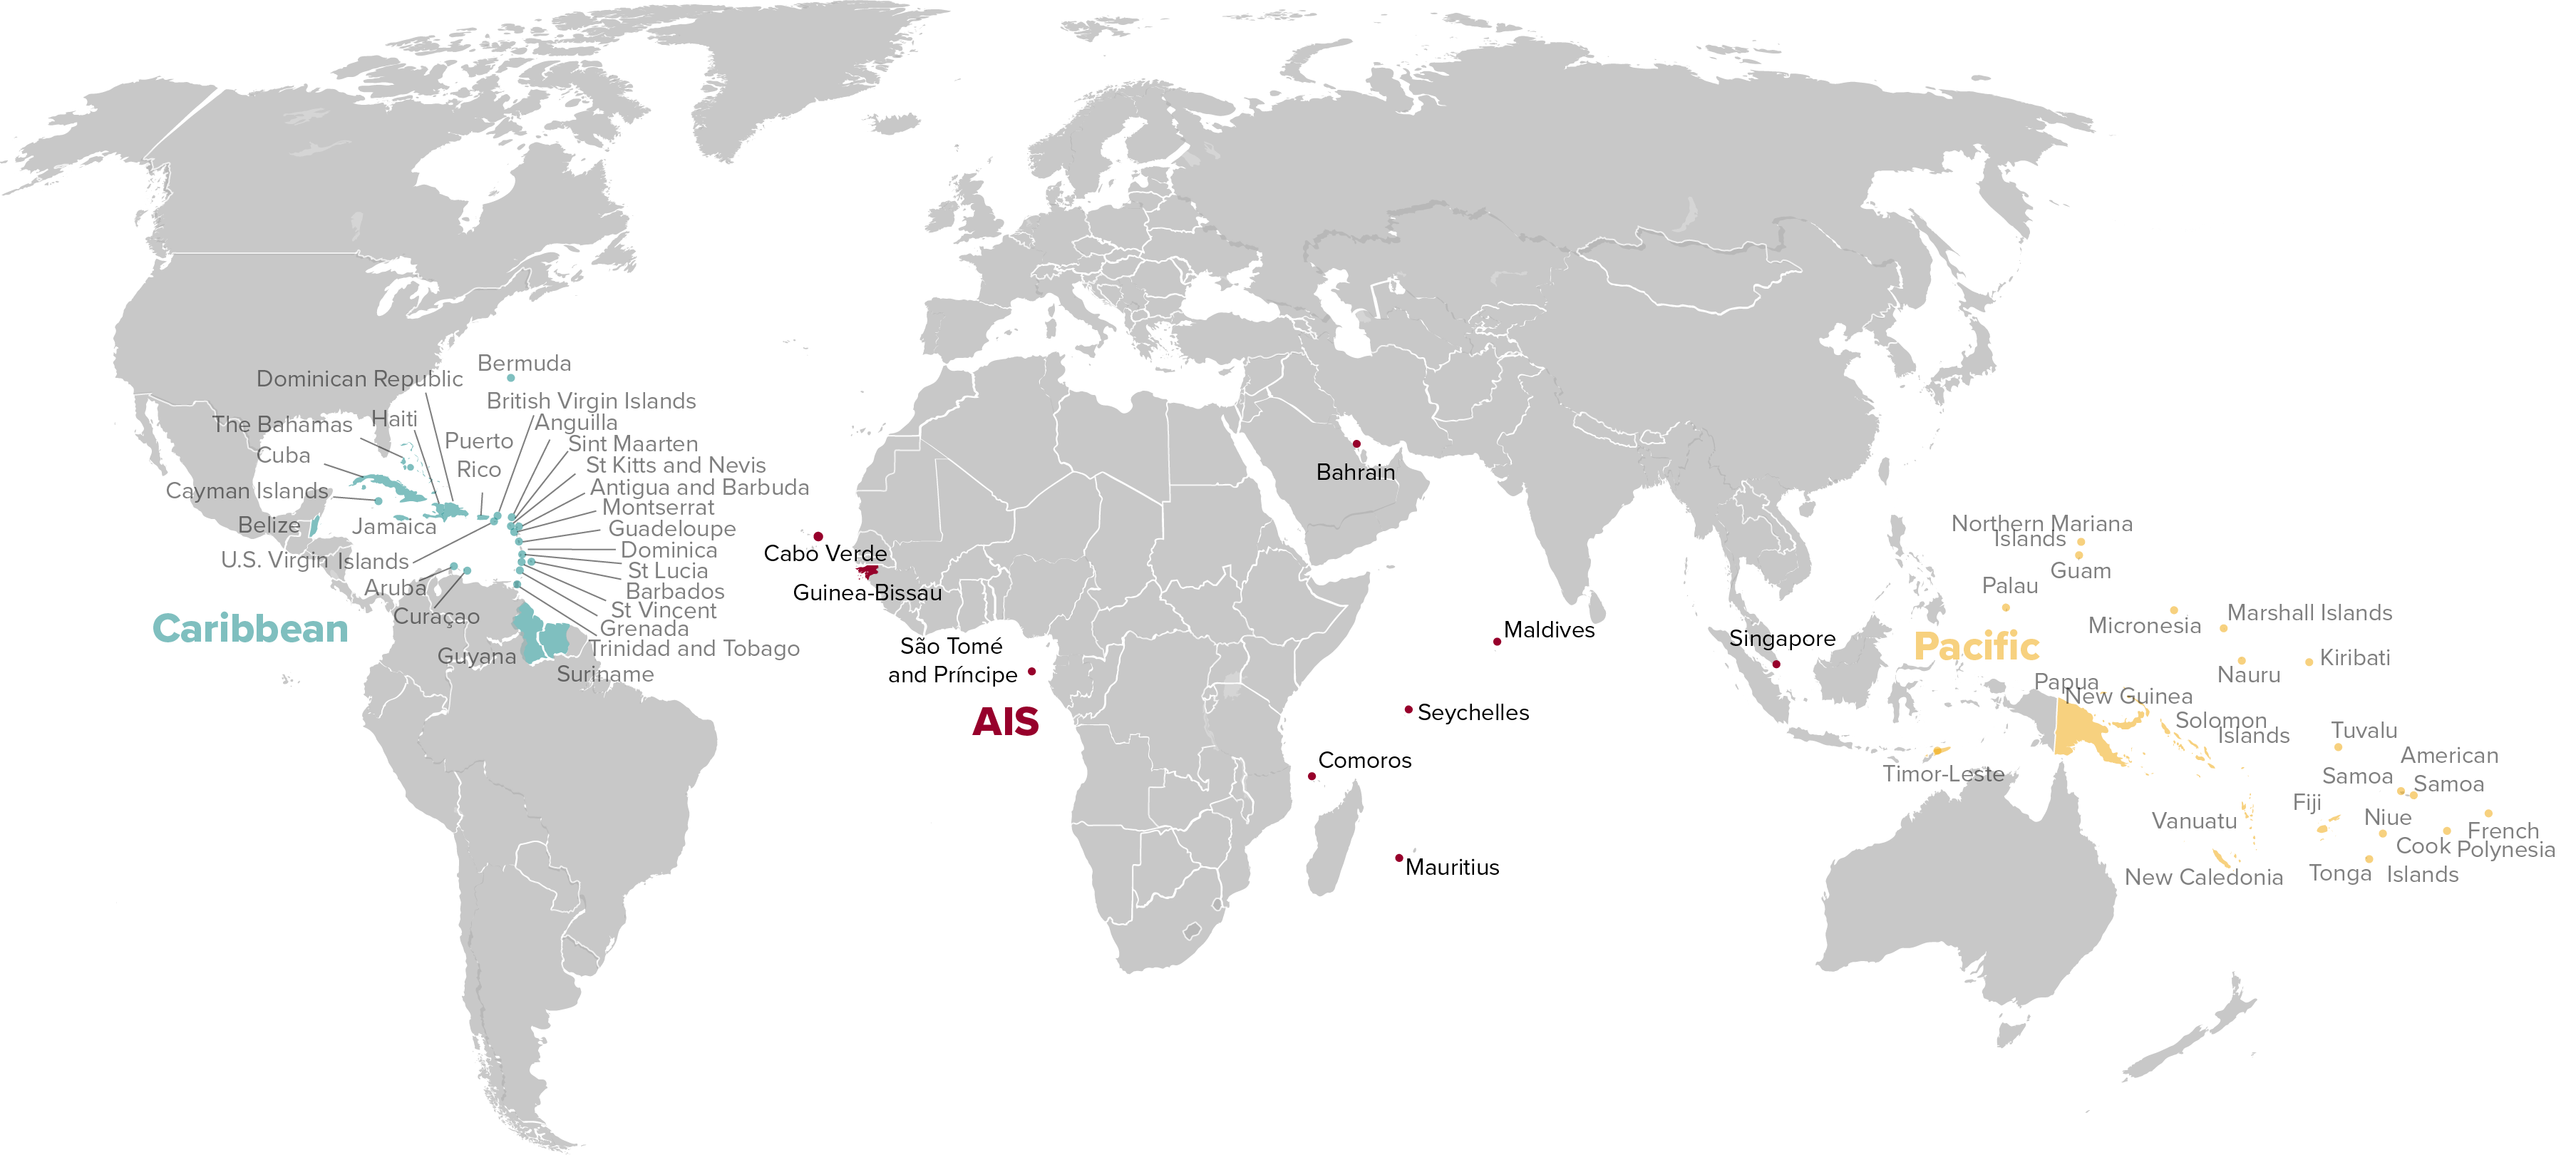 Bermuda
Dominican Republic
British Virgin Islands
The Bahamas
Haiti
Anguilla
Puerto
Rico
Sint Maarten
Cuba
St Kitts and Nevis
Cayman Islands
Antigua and Barbuda
Montserrat
Belize
Jamaica
Guadeloupe
U.S. Virgin Islands
Dominica
St Lucia
Aruba
Barbados
Curaçao
St Vincent
Caribbean
Grenada
Trinidad and Tobago
Guyana
Suriname
Cabo Verde
Guinea-Bissau
São Tomé
and Príncipe
AIS
Bahrain
Maldives
Seychelles
Comoros
Mauritius
Singapore
Northern Mariana
Islands
Guam
Palau
Marshall Islands
Micronesia
Pacific
Kiribati
Nauru
Papua
New Guinea
Solomon
Islands
Tuvalu
American
Samoa
Timor-Leste
Samoa
Fiji
Vanuatu
Niue
French
Polynesia
Cook
Islands
Tonga
New Caledonia